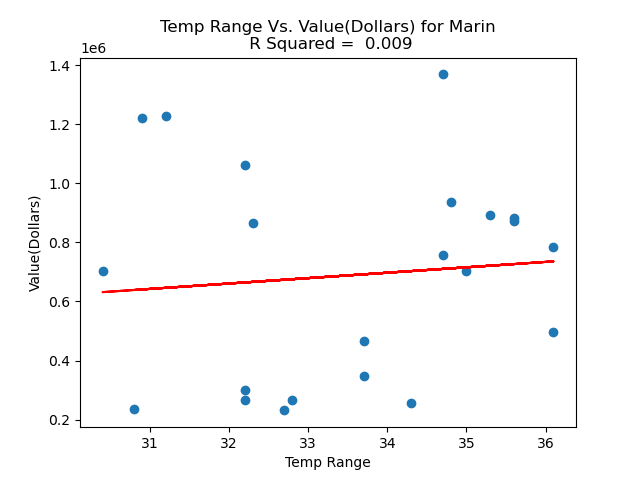 Temp Range Vs. Value(Dollars) for Marin
R Squared =  0.009
1e6
1.4
1.2
1.0
0.8
0.6
0.4
0.2
Value(Dollars)
31 32 33 34 35 36
Temp Range